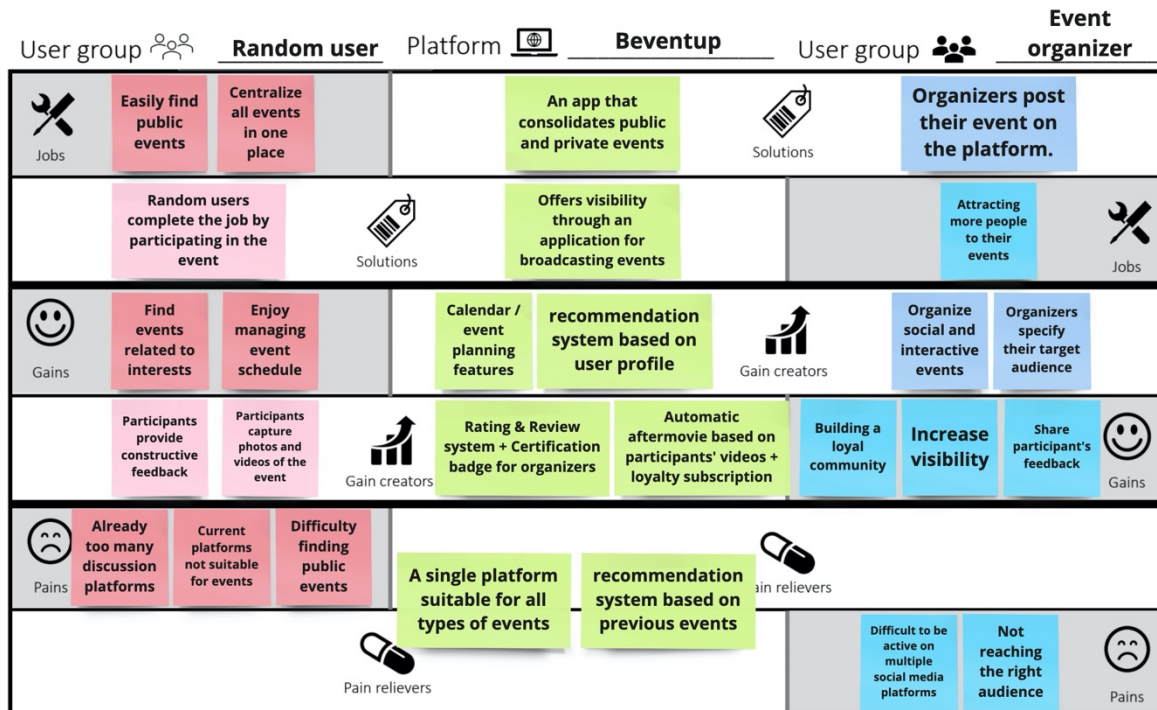 User group
Random user
Platform
Beventup
User group
Event
organizer
Jobs
Easily find
public
events
Centralize
all events
in one
place
An app that
consolidates public
and private events
Solutions
Organizers post
their event on
the platform.
Random users
complete the job by
participating in the
event
Solutions
Offers visibility
through an
application for
broadcasting events
Attracting
more people
to their
events
Jobs
Gains
Find
events
related to
interests
Enjoy
managing
event
schedule
Calendar /
event
planning
features
recommendation
system based on
user profile
Gain creators
Organize
social and
interactive
events
Organizers
specify
their target
audience
Participants
provide
constructive
feedback
Participants
capture
photos and
videos of the
event
Gain creators
Rating & Review
system + Certification
badge for organizers
Automatic
aftermovie based on
participants' videos +
loyalty subscription
Building a
loyal
community
Increase
visibility
Share
participant's
feedback
Gains
Pains
Already
too many
discussion
platforms
Current
platforms
not suitable
for events
Difficulty
finding
public
events
A single platform
suitable for all
types of events
recommendation
system based on
previous events
ain relievers
Pain relievers
Difficult to be
active on
multiple
social media
platforms
Not
reaching
the right
audience
Pains